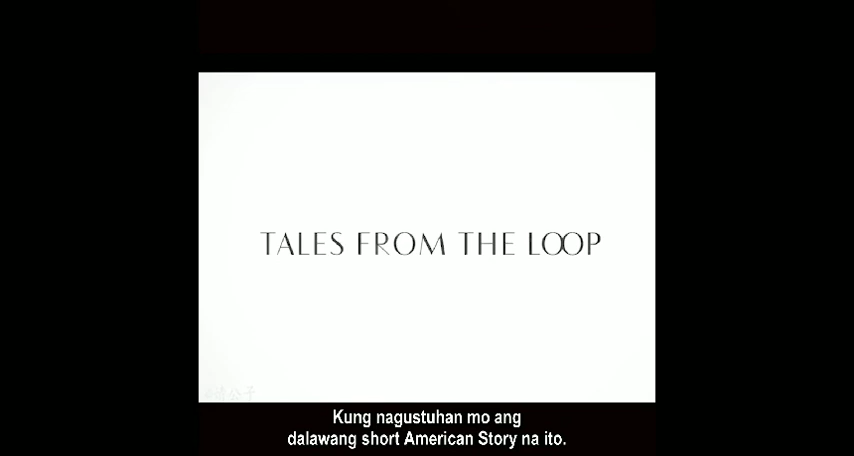 TALES FROM THE LOOP
Kung nagustuhan mo ang
dalawang short American Story na ito.